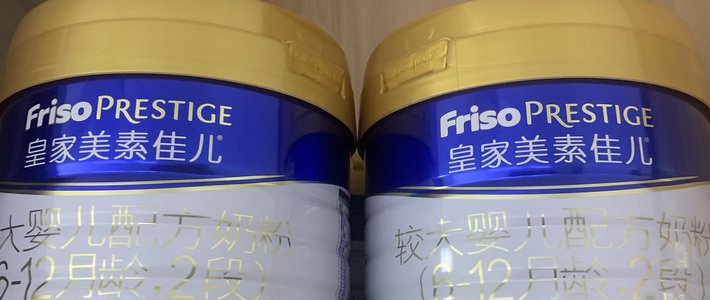 Friso PRESTIGE
皇家美素佳儿®
大婴儿配方奶粉
6-12月龄,2段)
Friso PRESTIGE
皇家美素佳儿®
较大婴儿配方奶粉
(6-12月龄,2段)